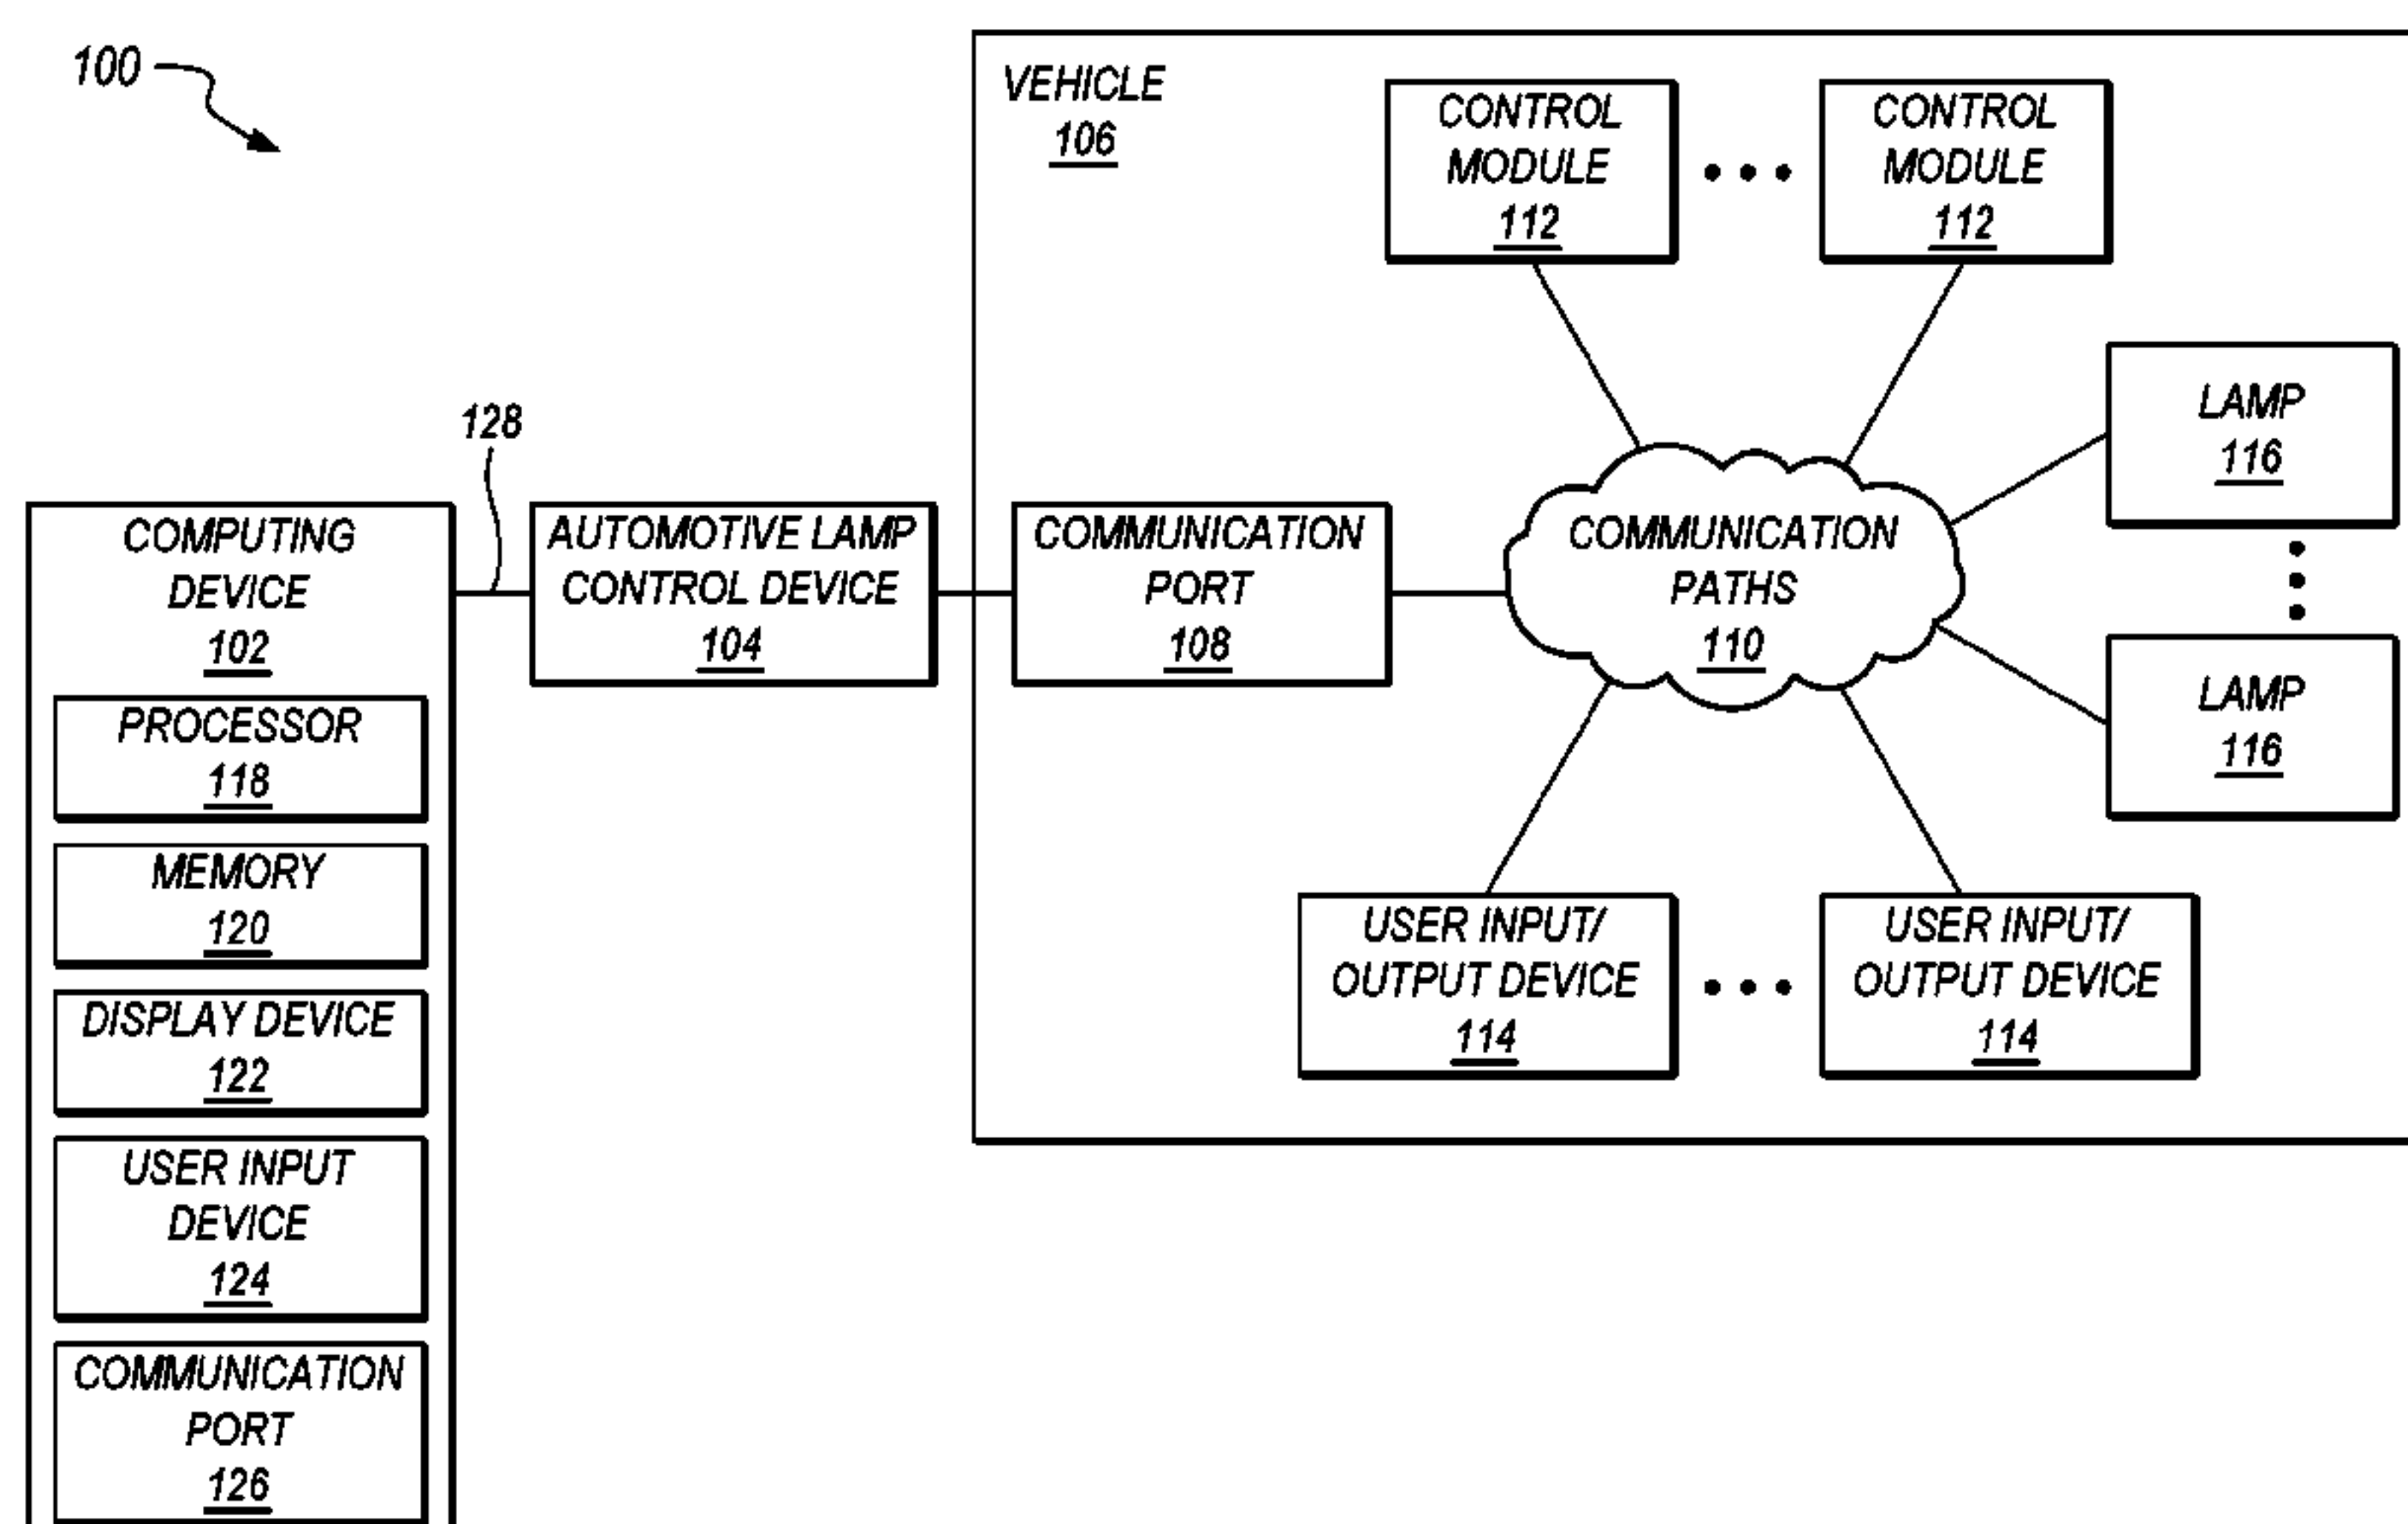 100
VEHICLE
106
CONTROL
MODULE
112
CONTROL
MODULE
112
LAMP
116
LAMP
116
128
COMPUTING
DEVICE
102
AUTOMOTIVE LAMP
CONTROL DEVICE
104
COMMUNICATION
PORT
108
COMMUNICATION
PATHS
110
PROCESSOR
118
MEMORY
120
DISPLAY DEVICE
122
USER INPUT
DEVICE
124
COMMUNICATION
PORT
126
USER INPUT/
OUTPUT DEVICE
114
USER INPUT/
OUTPUT DEVICE
114